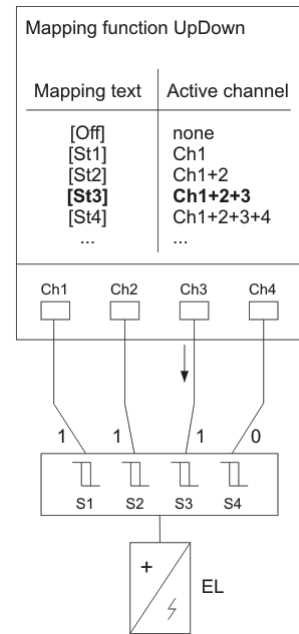 Mapping function UpDown
Mapping text Active channel
[Off] none
[St1] Ch1
[St2] Ch1+2
[St3] Ch1+2+3
[St4] Ch1+2+3+4
... ...
Ch1 Ch2 Ch3 Ch4
1 1 1 0
S1 S2 S3 S4
+
EL